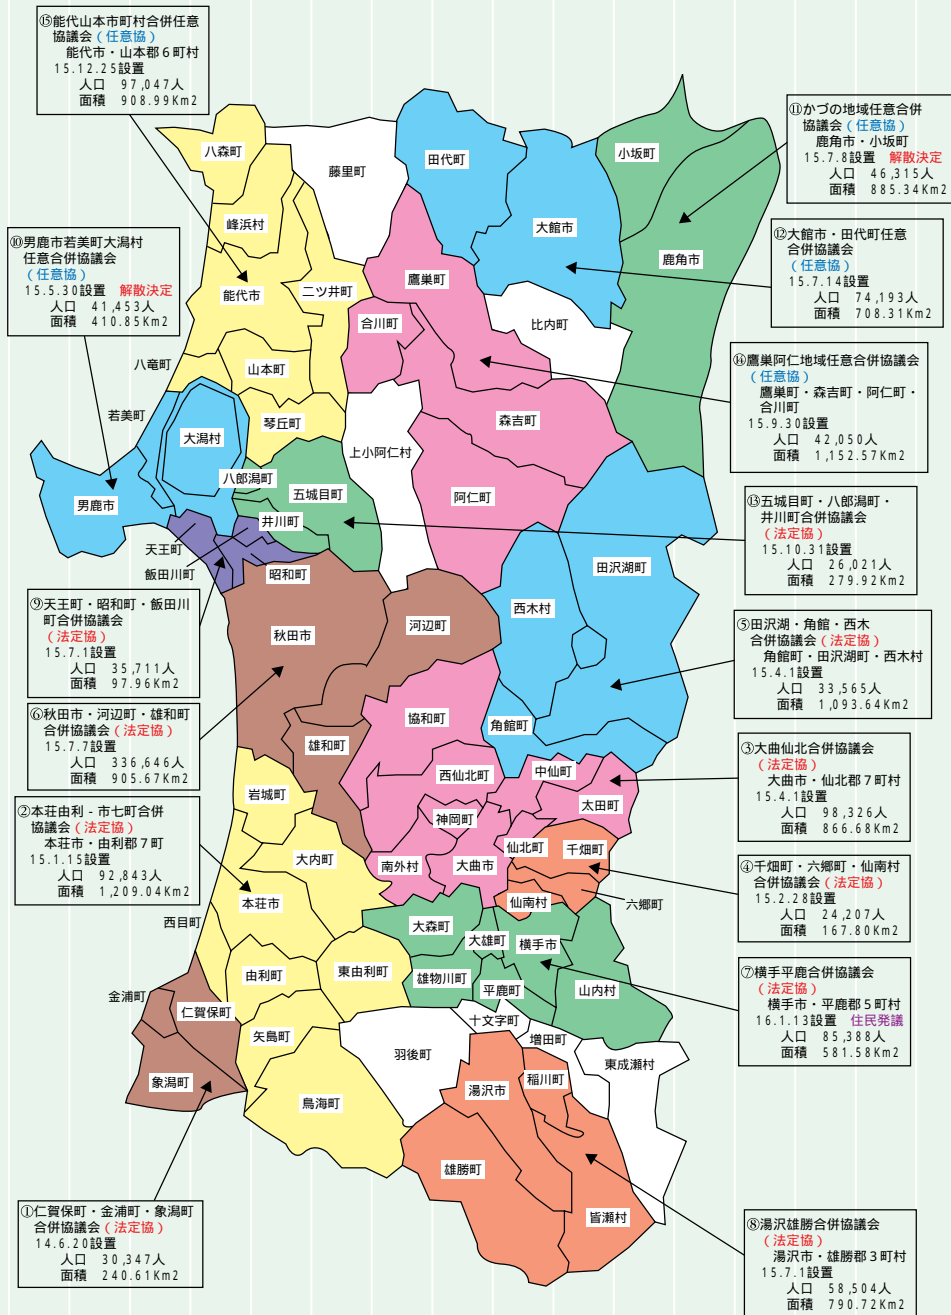 ⑮能代山本市町村合併任意
協議会(任意協)
能代市・山本郡6町村
15.12.25設置
人口 97,047人
面積 908.99Km2
⑪かづの地域任意合併
協議会(任意協)
鹿角市・小坂町
15.7.8設置 解散決定
人口 46,315人
面積 885.34Km2
⑩男鹿市若美町大潟村
任意合併協議会
(任意協)
15.5.30設置 解散決定
人口 41,453人
面積 410.85Km2
⑫大館市・田代町任意
合併協議会
(任意協)
15.7.14設置
人口 74,193人
面積 708.31Km2
⑭鷹巣阿仁地域任意合併協議会
(任意協)
鷹巣町・森吉町・阿仁町・
合川町
15.9.30設置
人口 42,050人
面積 1,152.57Km2
⑬五城目町・八郎潟町・
井川町合併協議会
(法定協)
15.10.31設置
人口 26,021人
面積 279.92Km2
⑨天王町・昭和町・飯田川
町合併協議会
(法定協)
15.7.1設置
人口 35,711人
面積 97.96Km2
⑤田沢湖・角館・西木
合併協議会(法定協)
角館町・田沢湖町・西木村
15.4.1設置
人口 33,565人
面積 1,093.64Km2
⑥秋田市・河辺町・雄和町
合併協議会(法定協)
15.7.7設置
人口 336,646人
面積 905.67Km2
③大曲仙北合併協議会
(法定協)
大曲市・仙北郡7町村
15.4.1設置
人口 98,326人
面積 866.68Km2
②本荘由利-市七町合併
協議会(法定協)
本荘市・由利郡7町
15.1.15設置
人口 92,843人
面積 1,209.04Km2
④千畑町・六郷町・仙南村
合併協議会(法定協)
15.2.28設置
人口 24,207人
面積 167.80Km2
⑦横手平鹿合併協議会
(法定協)
横手市・平鹿郡5町村
16.1.13設置 住民発議
人口 85,388人
面積 581.58Km2
①仁賀保町・金浦町・象潟町
合併協議会(法定協)
14.6.20設置
人口 30,347人
面積 240.61Km2
⑧湯沢雄勝合併協議会
(法定協)
湯沢市・雄勝郡3町村
15.7.1設置
人口 58,504人
面積 790.72Km2
八森町
藤里町
田代町
小坂町
峰浜村
大館市
鹿角市
能代市
二ツ井町
鷹巣町
合川町
比内町
八竜町
山本町
若美町
琴丘町
森吉町
大潟村
上小阿仁村
八郎潟町
五城目町
阿仁町
男鹿市
井川町
天王町
飯田川町
昭和町
田沢湖町
西木村
秋田市
河辺町
協和町
角館町
雄和町
西仙北町
中仙町
岩城町
太田町
神岡町
仙北町
千畑町
大内町
南外村
大曲市
本荘市
仙南村
六郷町
西目町
大森町
大雄町
横手市
由利町
東由利町
雄物川町
平鹿町
山内村
金浦町
仁賀保町
十文字町
矢島町
増田町
羽後町
東成瀬村
象潟町
稲川町
湯沢市
鳥海町
雄勝町
皆瀬村